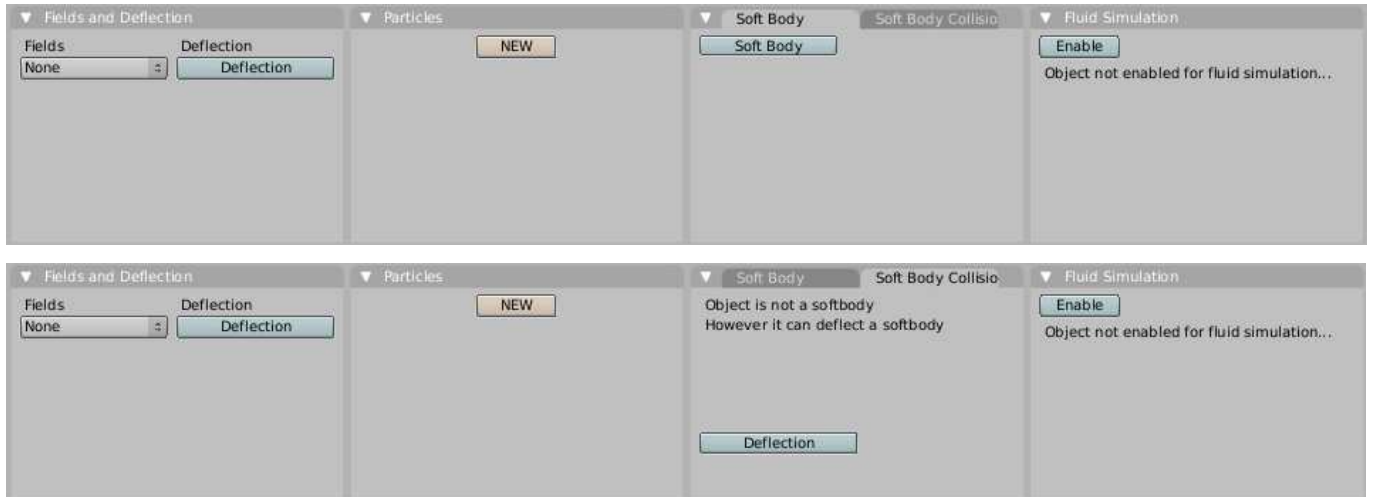 Fields and Deflection
Particles
Soft Body
Soft Body Collisio
Fluid Simulation
Fields
Deflection
NEW
Soft Body
Enable
None
Deflection
Object not enabled for fluid simulation...
Fields and Deflection
Particles
Soft Body
Soft Body Collisio
Fluid Simulation
Fields
Deflection
NEW
Object is not a softbody
Enable
None
Deflection
However it can deflect a softbody
Object not enabled for fluid simulation...
Deflection